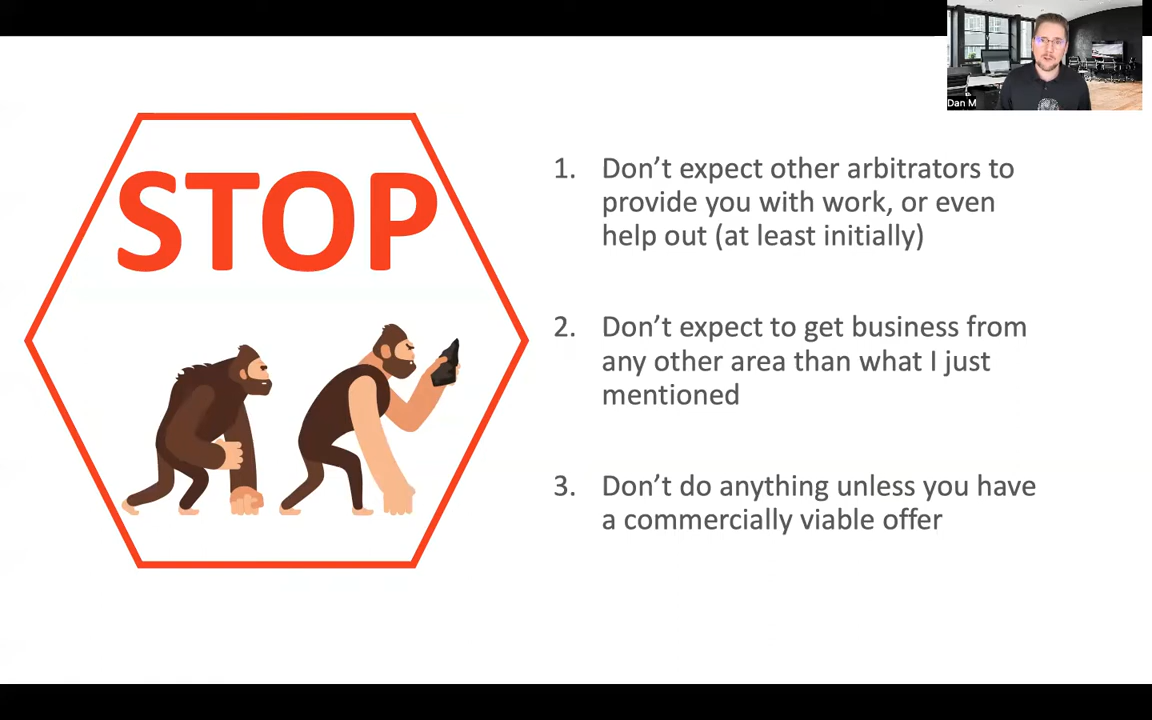 Dan M
STOP
1. Don’t expect other arbitrators to
provide you with work, or even
help out (at least initially)
2. Don’t expect to get business from
any other area than what I just
mentioned
3. Don’t do anything unless you have
a commercially viable offer